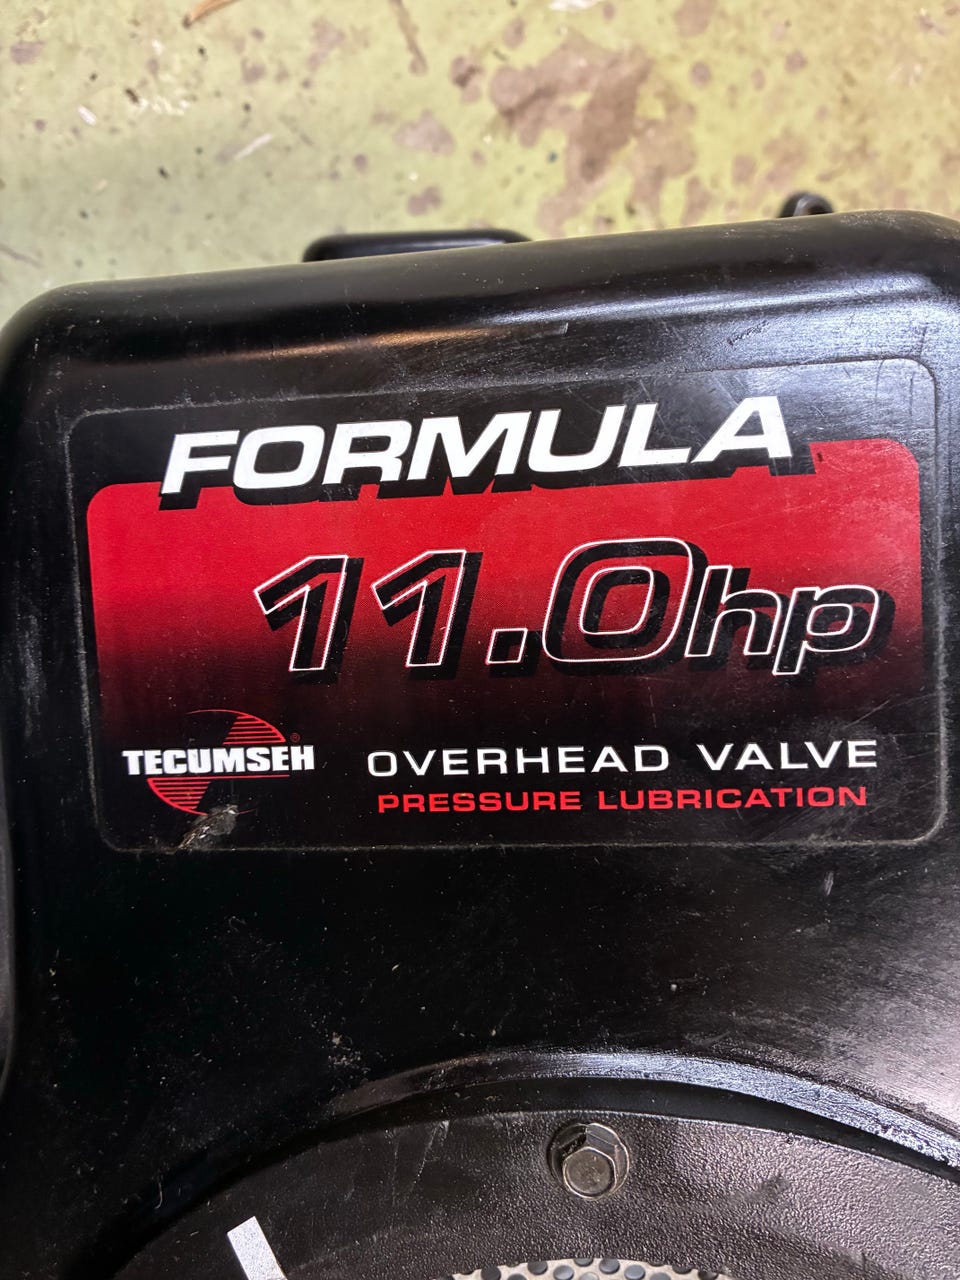 FORMULA
11.0hp
TECUMSEH®
OVERHEAD VALVE
PRESSURE LUBRICATION